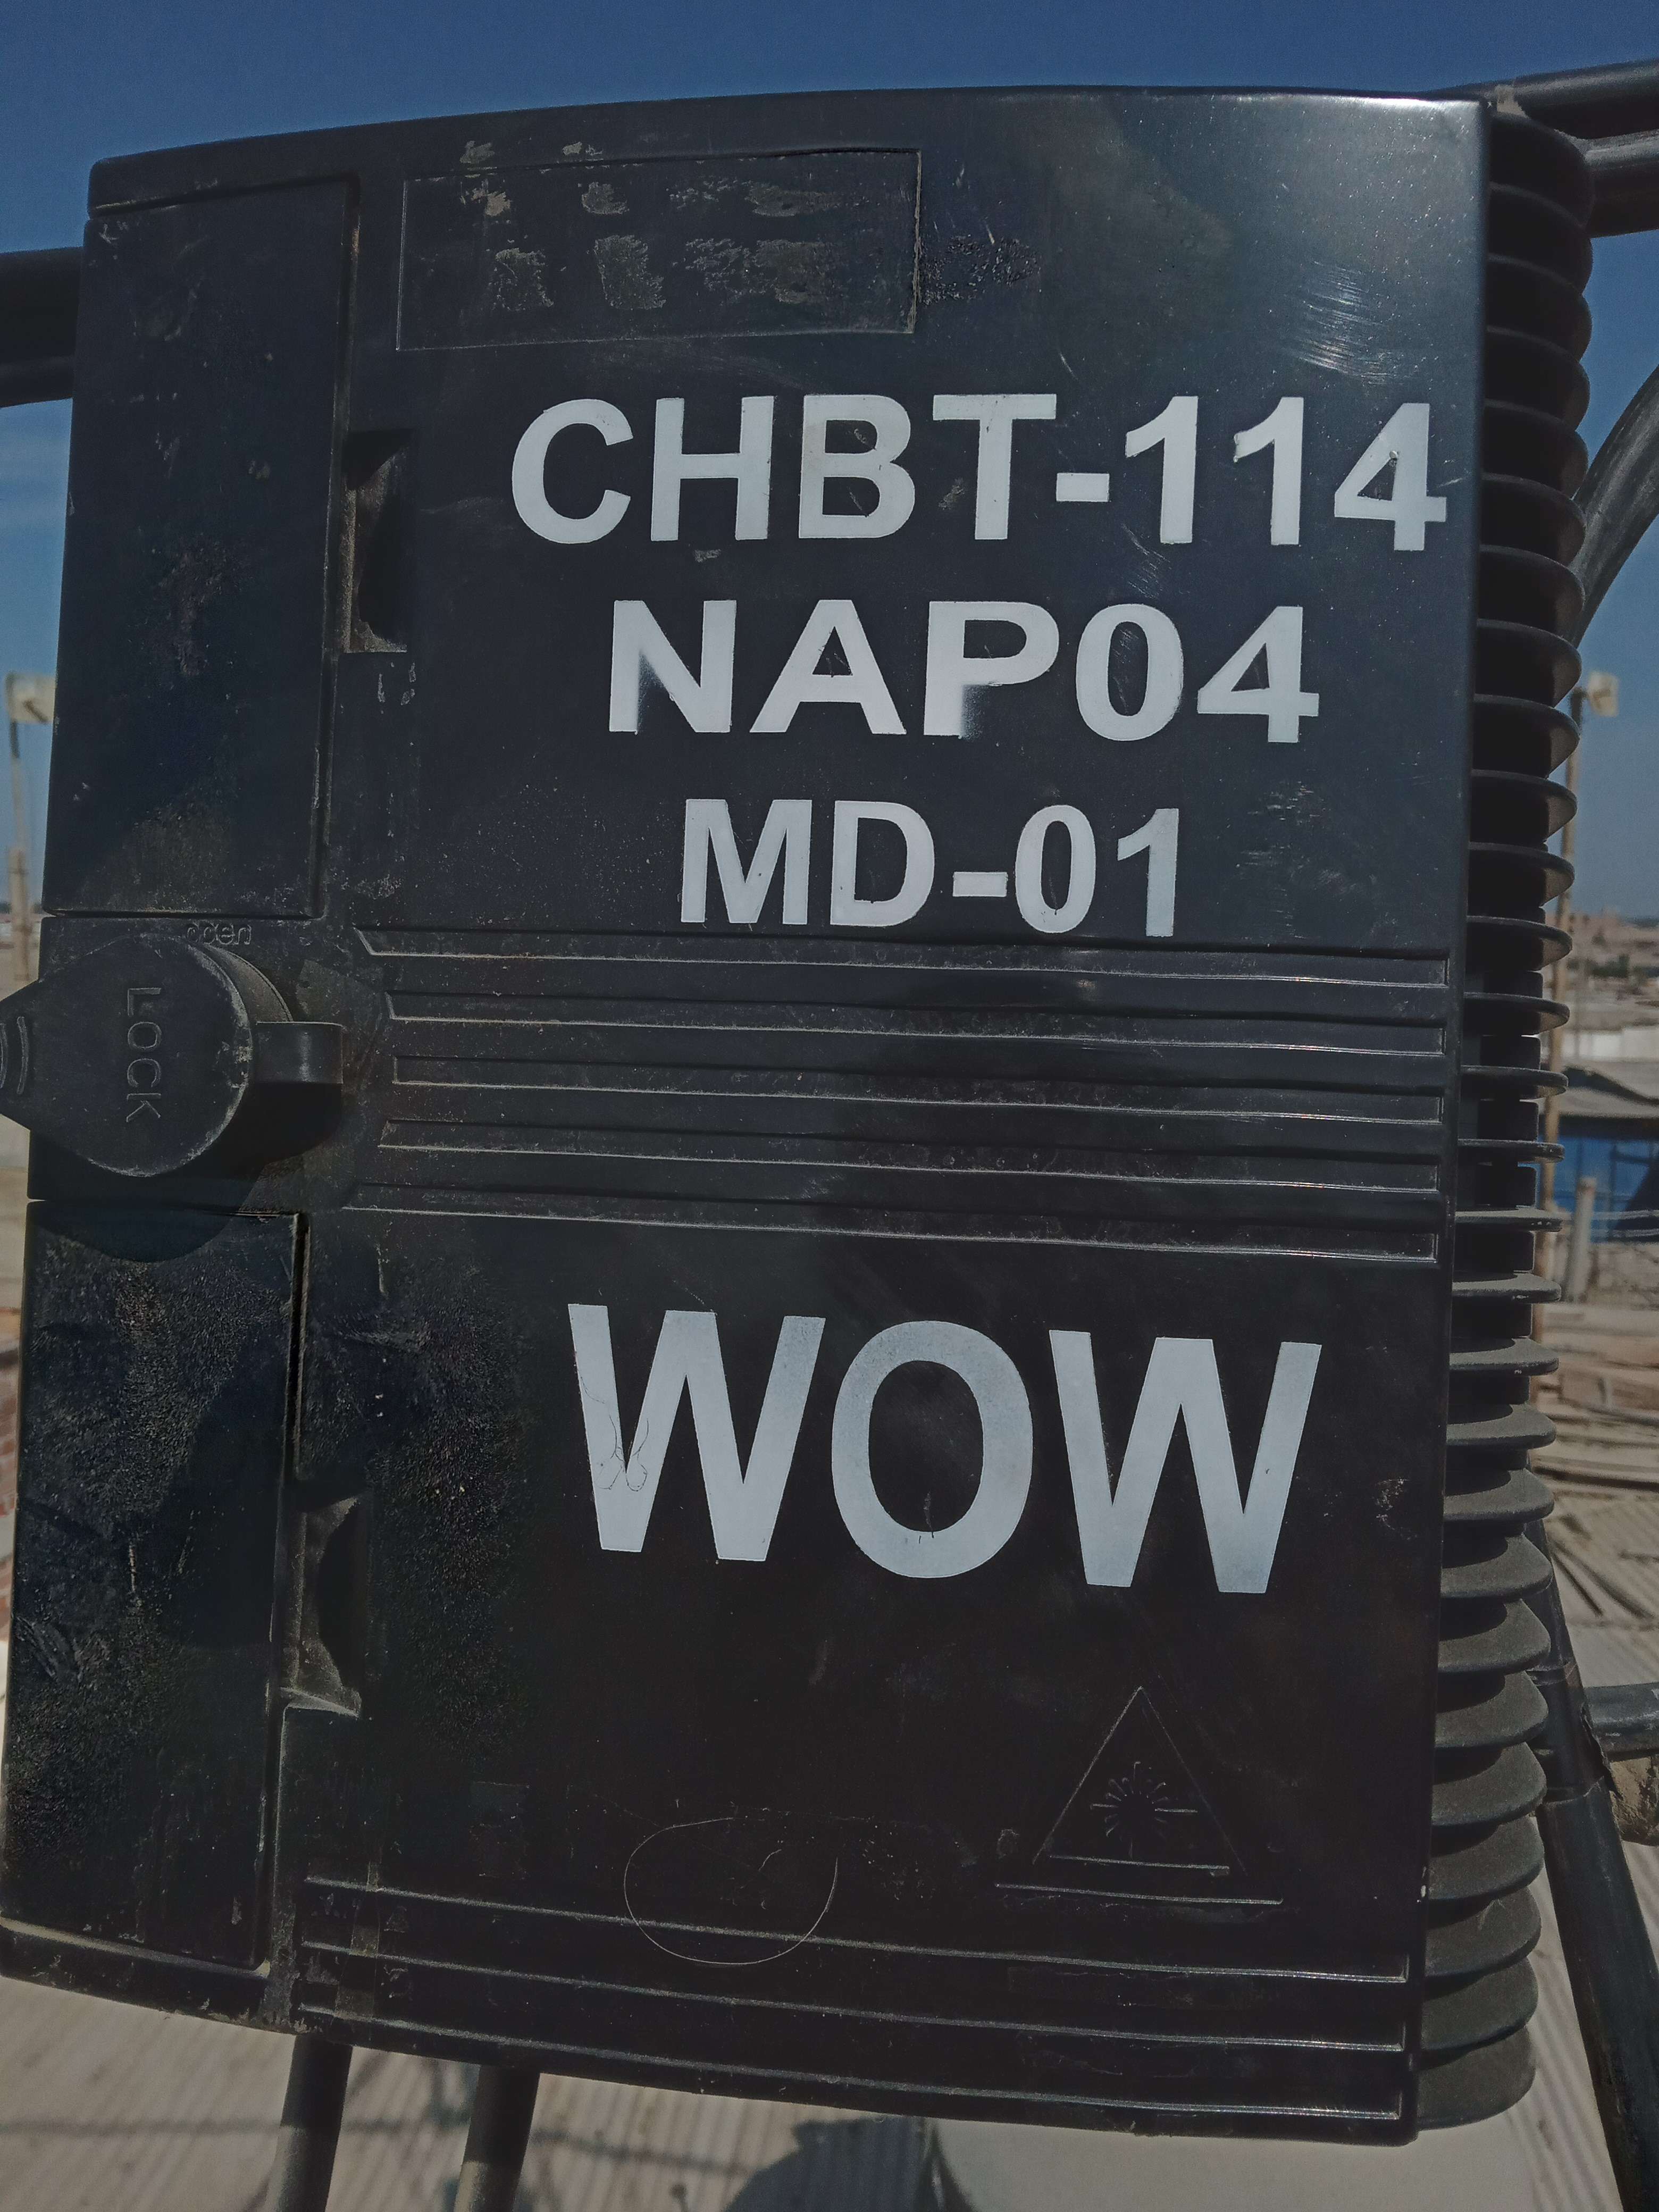 CHBT-114
NAP04
MD-01
open
LOCK
WOW